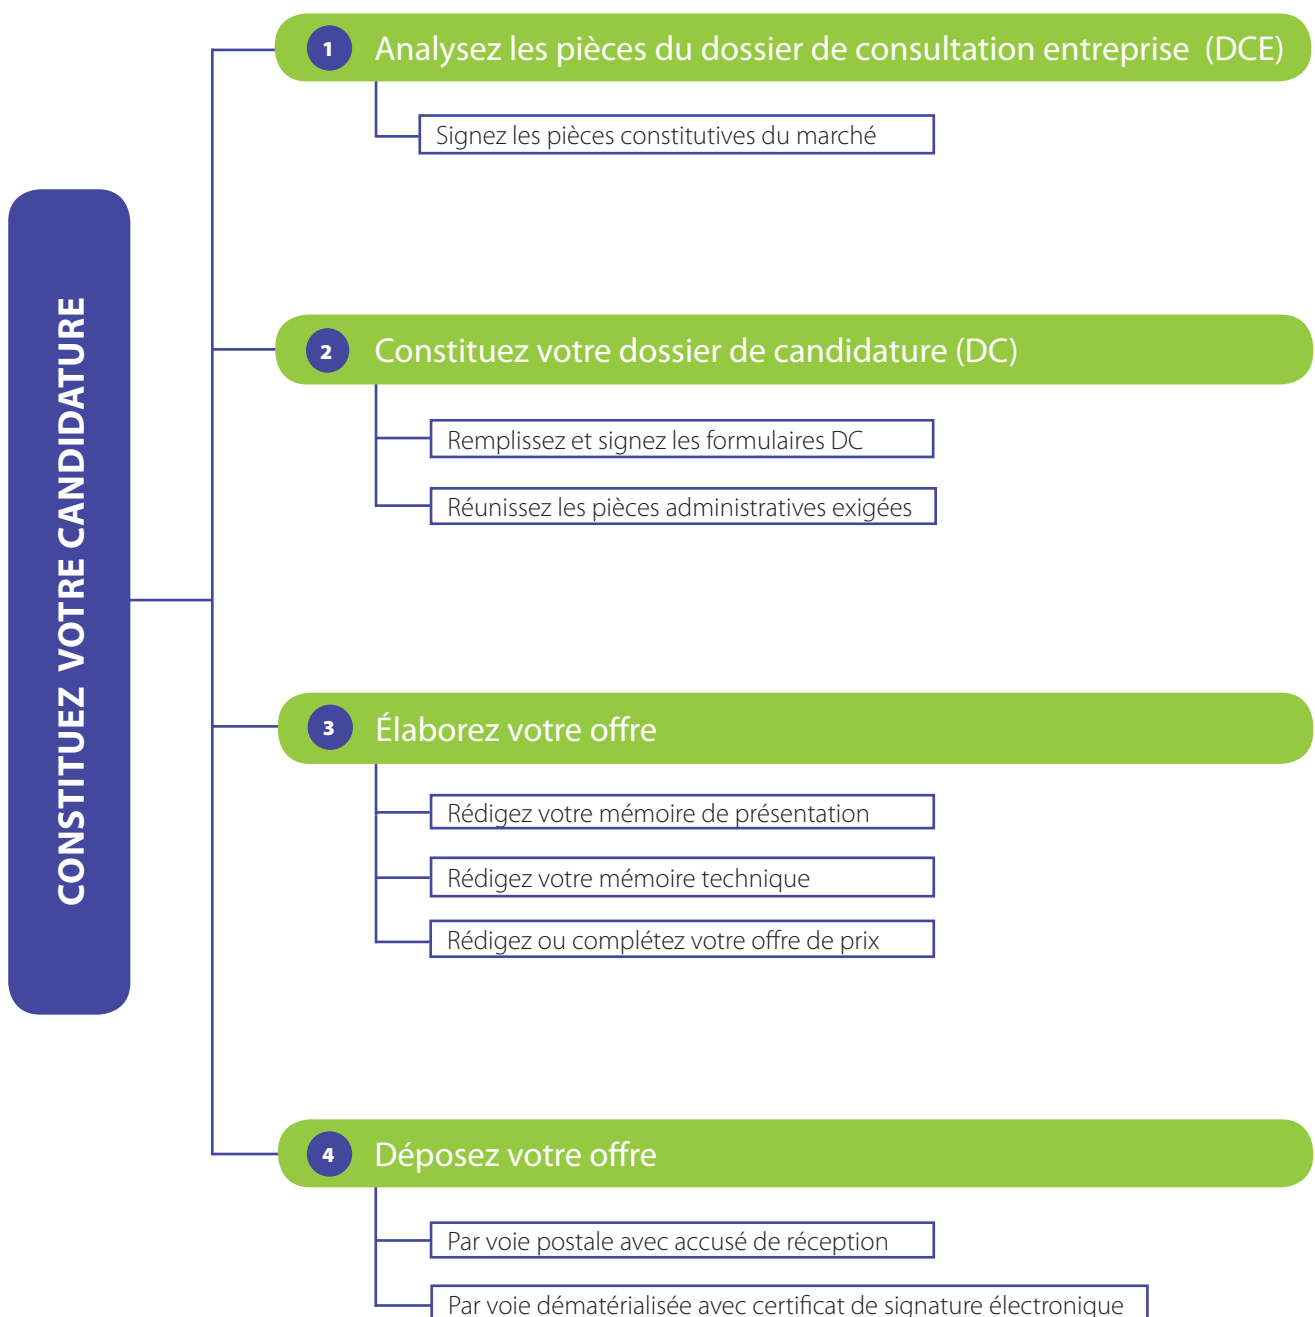 CONSTITUEZ VOTRE CANDIDATURE
1 Analysez les pièces du dossier de consultation entreprise (DCE)
Signez les pièces constitutives du marché
2 Constituez votre dossier de candidature (DC)
Remplissez et signez les formulaires DC
Réunissez les pièces administratives exigées
3 Élaborez votre offre
Rédigez votre mémoire de présentation
Rédigez votre mémoire technique
Rédigez ou complétez votre offre de prix
4 Déposez votre offre
Par voie postale avec accusé de réception
Par voie dématérialisée avec certificat de signature électronique